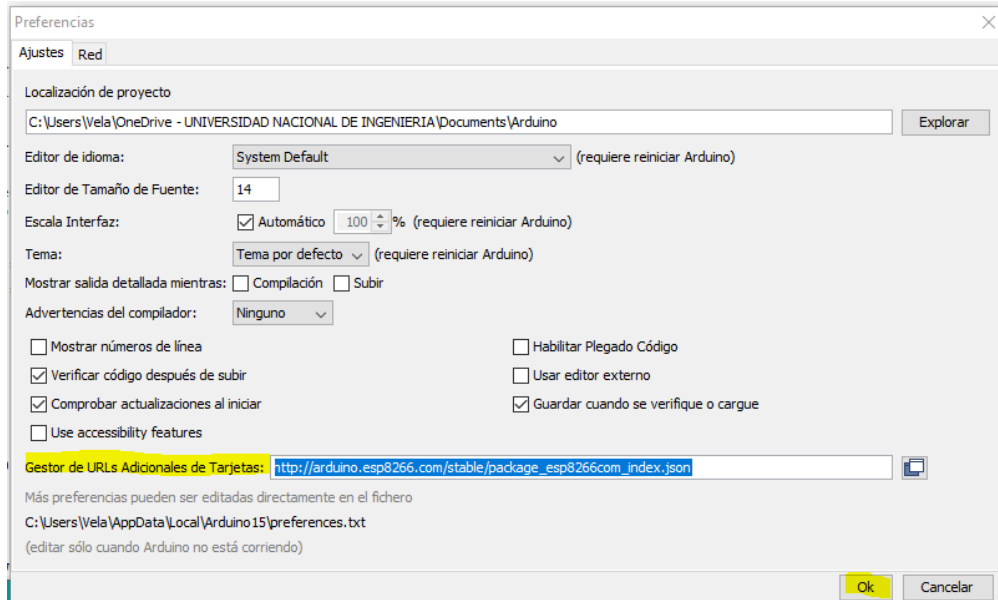 Preferencias
Ajustes Red
Localización de proyecto
C:\Users\Vela\OneDrive - UNIVERSIDAD NACIONAL DE INGENIERIA\Documents\Arduino Explorar
Editor de idioma: System Default (requiere reiniciar Arduino)
Editor de Tamaño de Fuente: 14
Escala Interfaz: Automático 100 % (requiere reiniciar Arduino)
Tema: Tema por defecto (requiere reiniciar Arduino)
Mostrar salida detallada mientras: Compilación Subir
Advertencias del compilador: Ninguno
Mostrar números de línea Habilitar Plegado Código
Verificar código después de subir Usar editor externo
Comprobar actualizaciones al iniciar Guardar cuando se verifique o cargue
Use accessibility features
Gestor de URLs Adicionales de Tarjetas: http://arduino.esp8266.com/stable/package_esp8266com_index.json
Más preferencias pueden ser editadas directamente en el fichero
C:\Users\Vela\AppData\Local\Arduino15\preferences.txt
(editar sólo cuando Arduino no está corriendo)
Ok Cancelar